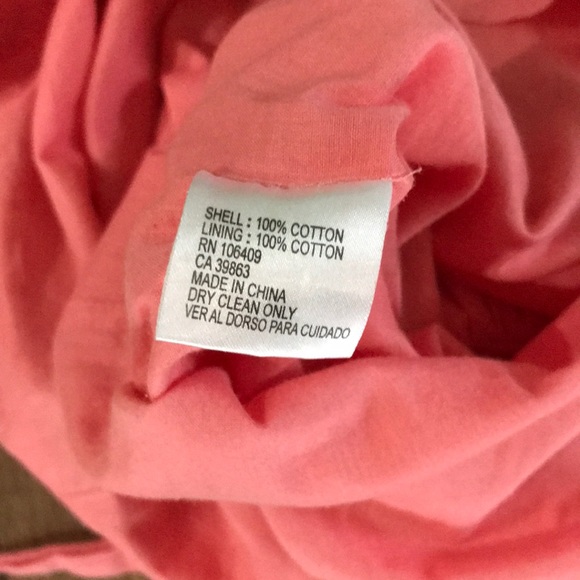 SHELL : 100% COTTON
LINING : 100% COTTON
RN 106409
CA 39863
MADE IN CHINA
DRY CLEAN ONLY
VER AL DORSO PARA CUIDADO